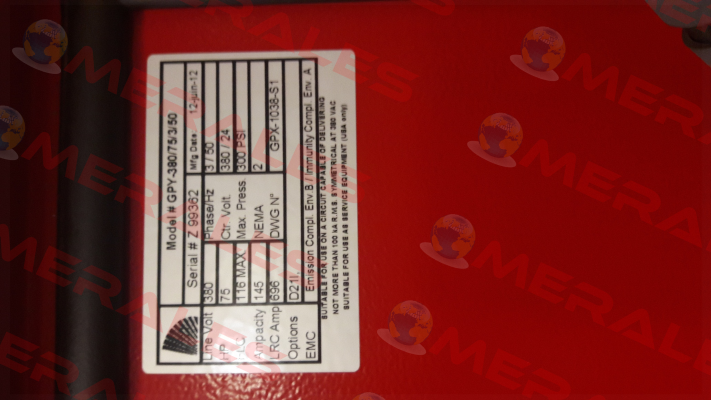 Model # GPY-380/75/3/50
Serial # Z 99362 Mfg Date 12-juin-12
Line Volt 380 Phase/Hz 3 / 50
HP 75 Ctr. Volt. 380 / 24
116 MAX. Max. Press. 300 PSI
Ampacity 145 NEMA 2
LRC Amp 696 DWG N° GPX-1038-S1
Options D21I,
EMC Emission Compl. Env.B / Immunity Compl. Env. A
SUITABLE FOR USE ON A CIRCUIT CAPABLE OF DELIVERING
NOT MORE THAN 100 kA R.M.S. SYMMETRICAL AT 380 VAC
SUITABLE FOR USE AS SERVICE EQUIPMENT (USA only)
MERALES